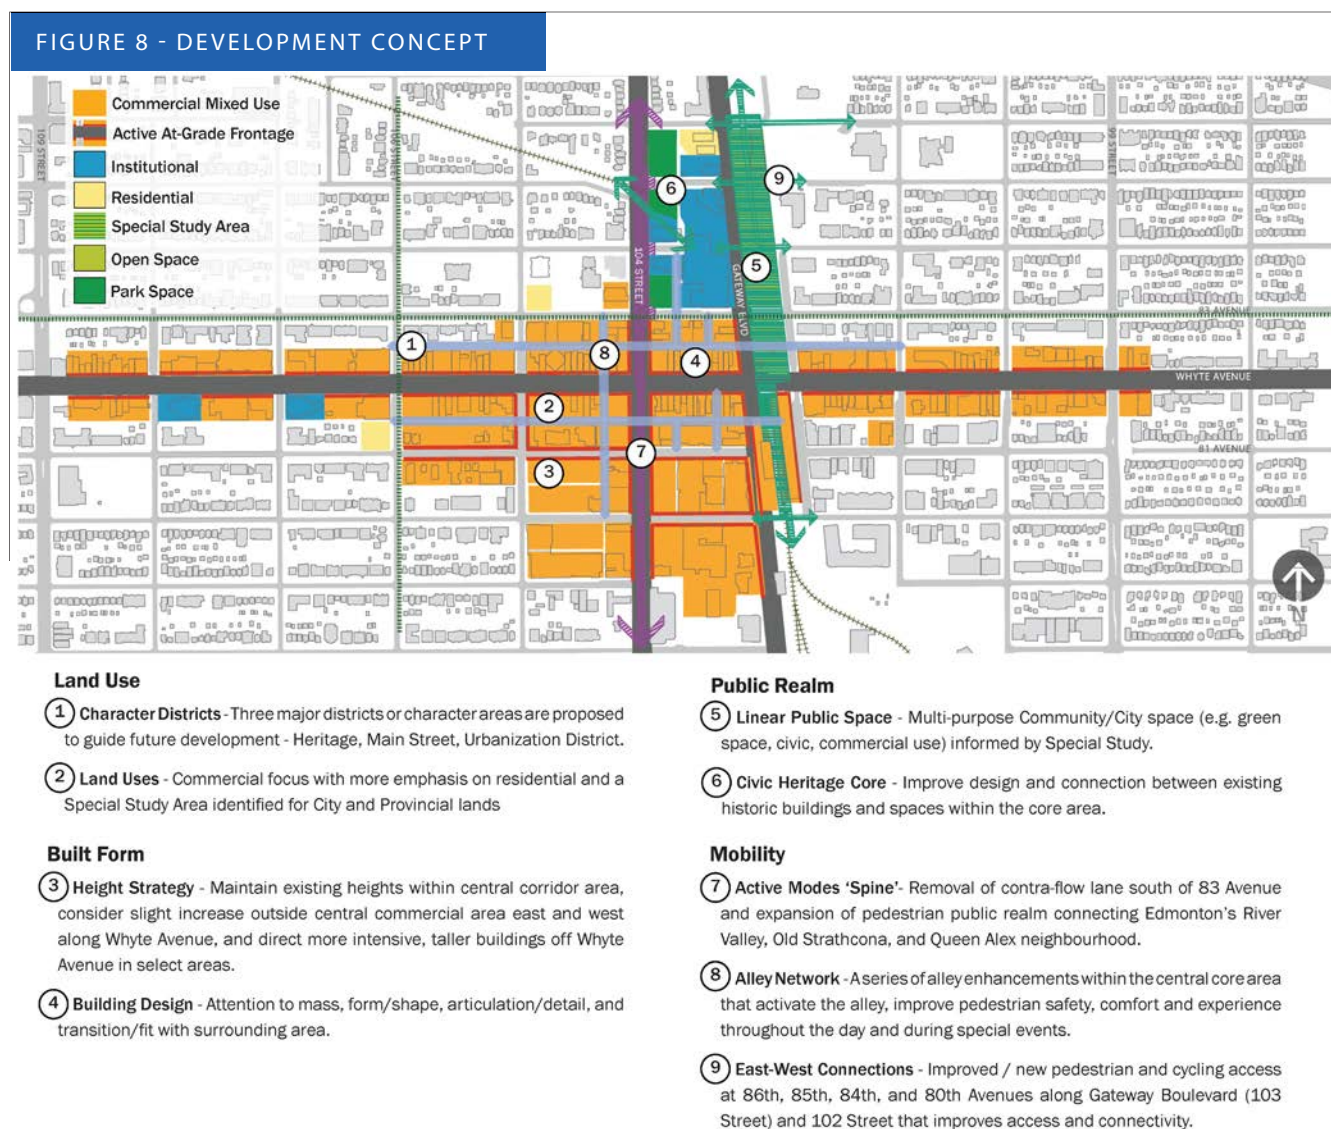 FIGURE 8 - DEVELOPMENT CONCEPT
Commercial Mixed Use
Active At-Grade Frontage
Institutional
Residential
Special Study Area
Open Space
Park Space
109 STREET
104 STREET
GATEWAY BLVD
99 STREET
83 AVENUE
WHYTE AVENUE
81 AVENUE
1
2
3
4
5
6
7
8
9
N
Land Use
1 Character Districts - Three major districts or character areas are proposed
to guide future development - Heritage, Main Street, Urbanization District.
2 Land Uses - Commercial focus with more emphasis on residential and a
Special Study Area identified for City and Provincial lands
Built Form
3 Height Strategy - Maintain existing heights within central corridor area,
consider slight increase outside central commercial area east and west
along Whyte Avenue, and direct more intensive, taller buildings off Whyte
Avenue in select areas.
4 Building Design - Attention to mass, form/shape, articulation/detail, and
transition/fit with surrounding area.
Public Realm
5 Linear Public Space - Multi-purpose Community/City space (e.g. green
space, civic, commercial use) informed by Special Study.
6 Civic Heritage Core - Improve design and connection between existing
historic buildings and spaces within the core area.
Mobility
7 Active Modes 'Spine'- Removal of contra-flow lane south of 83 Avenue
and expansion of pedestrian public realm connecting Edmonton's River
Valley, Old Strathcona, and Queen Alex neighbourhood.
8 Alley Network - A series of alley enhancements within the central core area
that activate the alley, improve pedestrian safety, comfort and experience
throughout the day and during special events.
9 East-West Connections - Improved / new pedestrian and cycling access
at 86th, 85th, 84th, and 80th Avenues along Gateway Boulevard (103
Street) and 102 Street that improves access and connectivity.